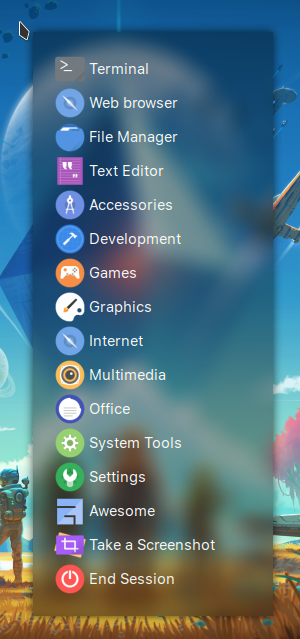 Terminal
Web browser
File Manager
Text Editor
Accessories
Development
Games
Graphics
Internet
Multimedia
Office
System Tools
Settings
Awesome
Take a Screenshot
End Session